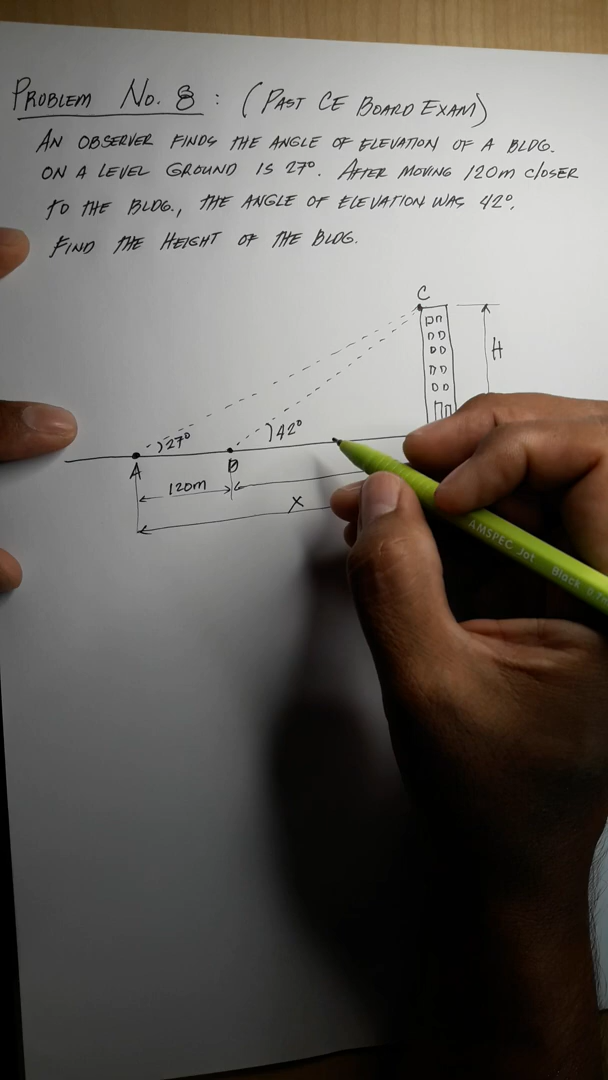 PROBLEM No. 8 : (PAST CE BOARD EXAM)
AN OBSERVER FINDS THE ANGLE OF ELEVATION OF A BLDG.
ON A LEVEL GROUND IS 27°. AFTER MOVING 120m clOSER
TO THE BLDG., THE ANGLE OF ELEVATION WAS 42°.
FIND THE HEIGHT OF THE BLDG.
C
H
27°
42°
A
B
120m
X
AMSPEC Jot Black